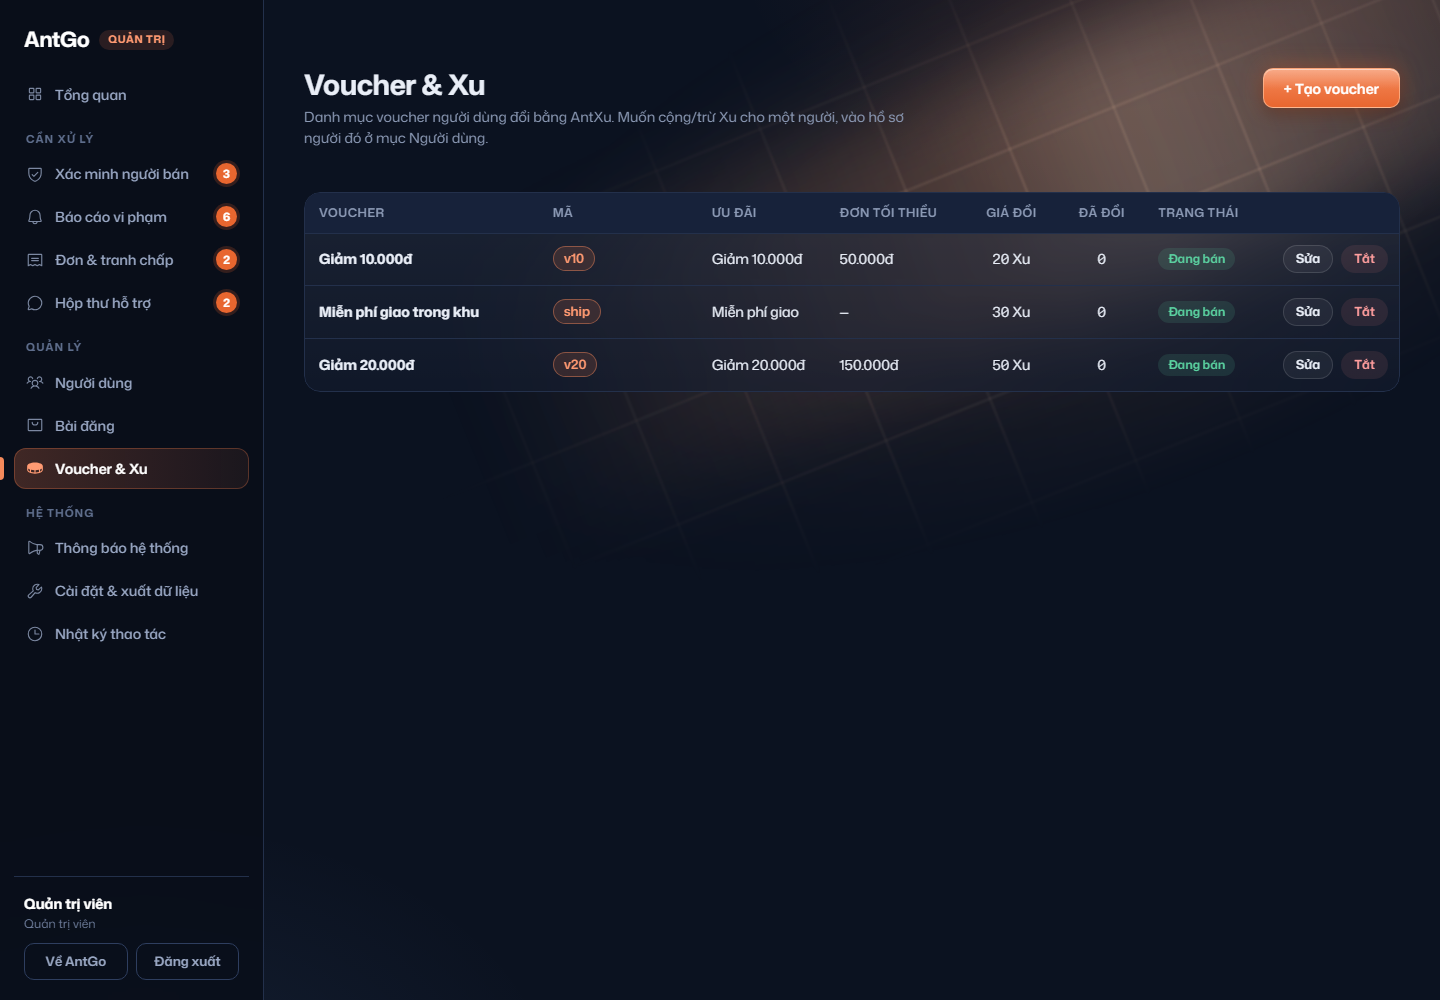 AntGo QUẢN TRỊ
Tổng quan
CẦN XỬ LÝ
Xác minh người bán 3
Báo cáo vi phạm 6
Đơn & tranh chấp 2
Hộp thư hỗ trợ 2
QUẢN LÝ
Người dùng
Bài đăng
Voucher & Xu
HỆ THỐNG
Thông báo hệ thống
Cài đặt & xuất dữ liệu
Nhật ký thao tác
Quản trị viên
Quản trị viên
Về AntGo Đăng xuất
Voucher & Xu
Danh mục voucher người dùng đổi bằng AntXu. Muốn cộng/trừ Xu cho một người, vào hồ sơ
người đó ở mục Người dùng.
+ Tạo voucher
VOUCHER MÃ ƯU ĐÃI ĐƠN TỐI THIỂU GIÁ ĐỔI ĐÃ ĐỔI TRẠNG THÁI
Giảm 10.000đ v10 Giảm 10.000đ 50.000đ 20 Xu 0 Đang bán Sửa Tắt
Miễn phí giao trong khu ship Miễn phí giao — 30 Xu 0 Đang bán Sửa Tắt
Giảm 20.000đ v20 Giảm 20.000đ 150.000đ 50 Xu 0 Đang bán Sửa Tắt